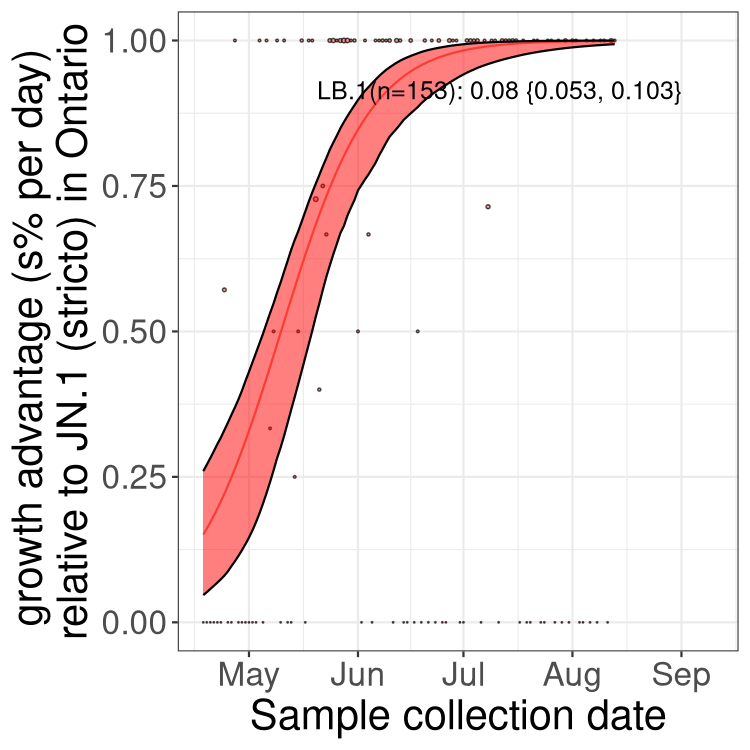 growth advantage (s% per day)
relative to JN.1 (stricto) in Ontario
1.00
0.75
0.50
0.25
0.00
LB.1(n=153): 0.08 {0.053, 0.103}
May Jun Jul Aug Sep
Sample collection date